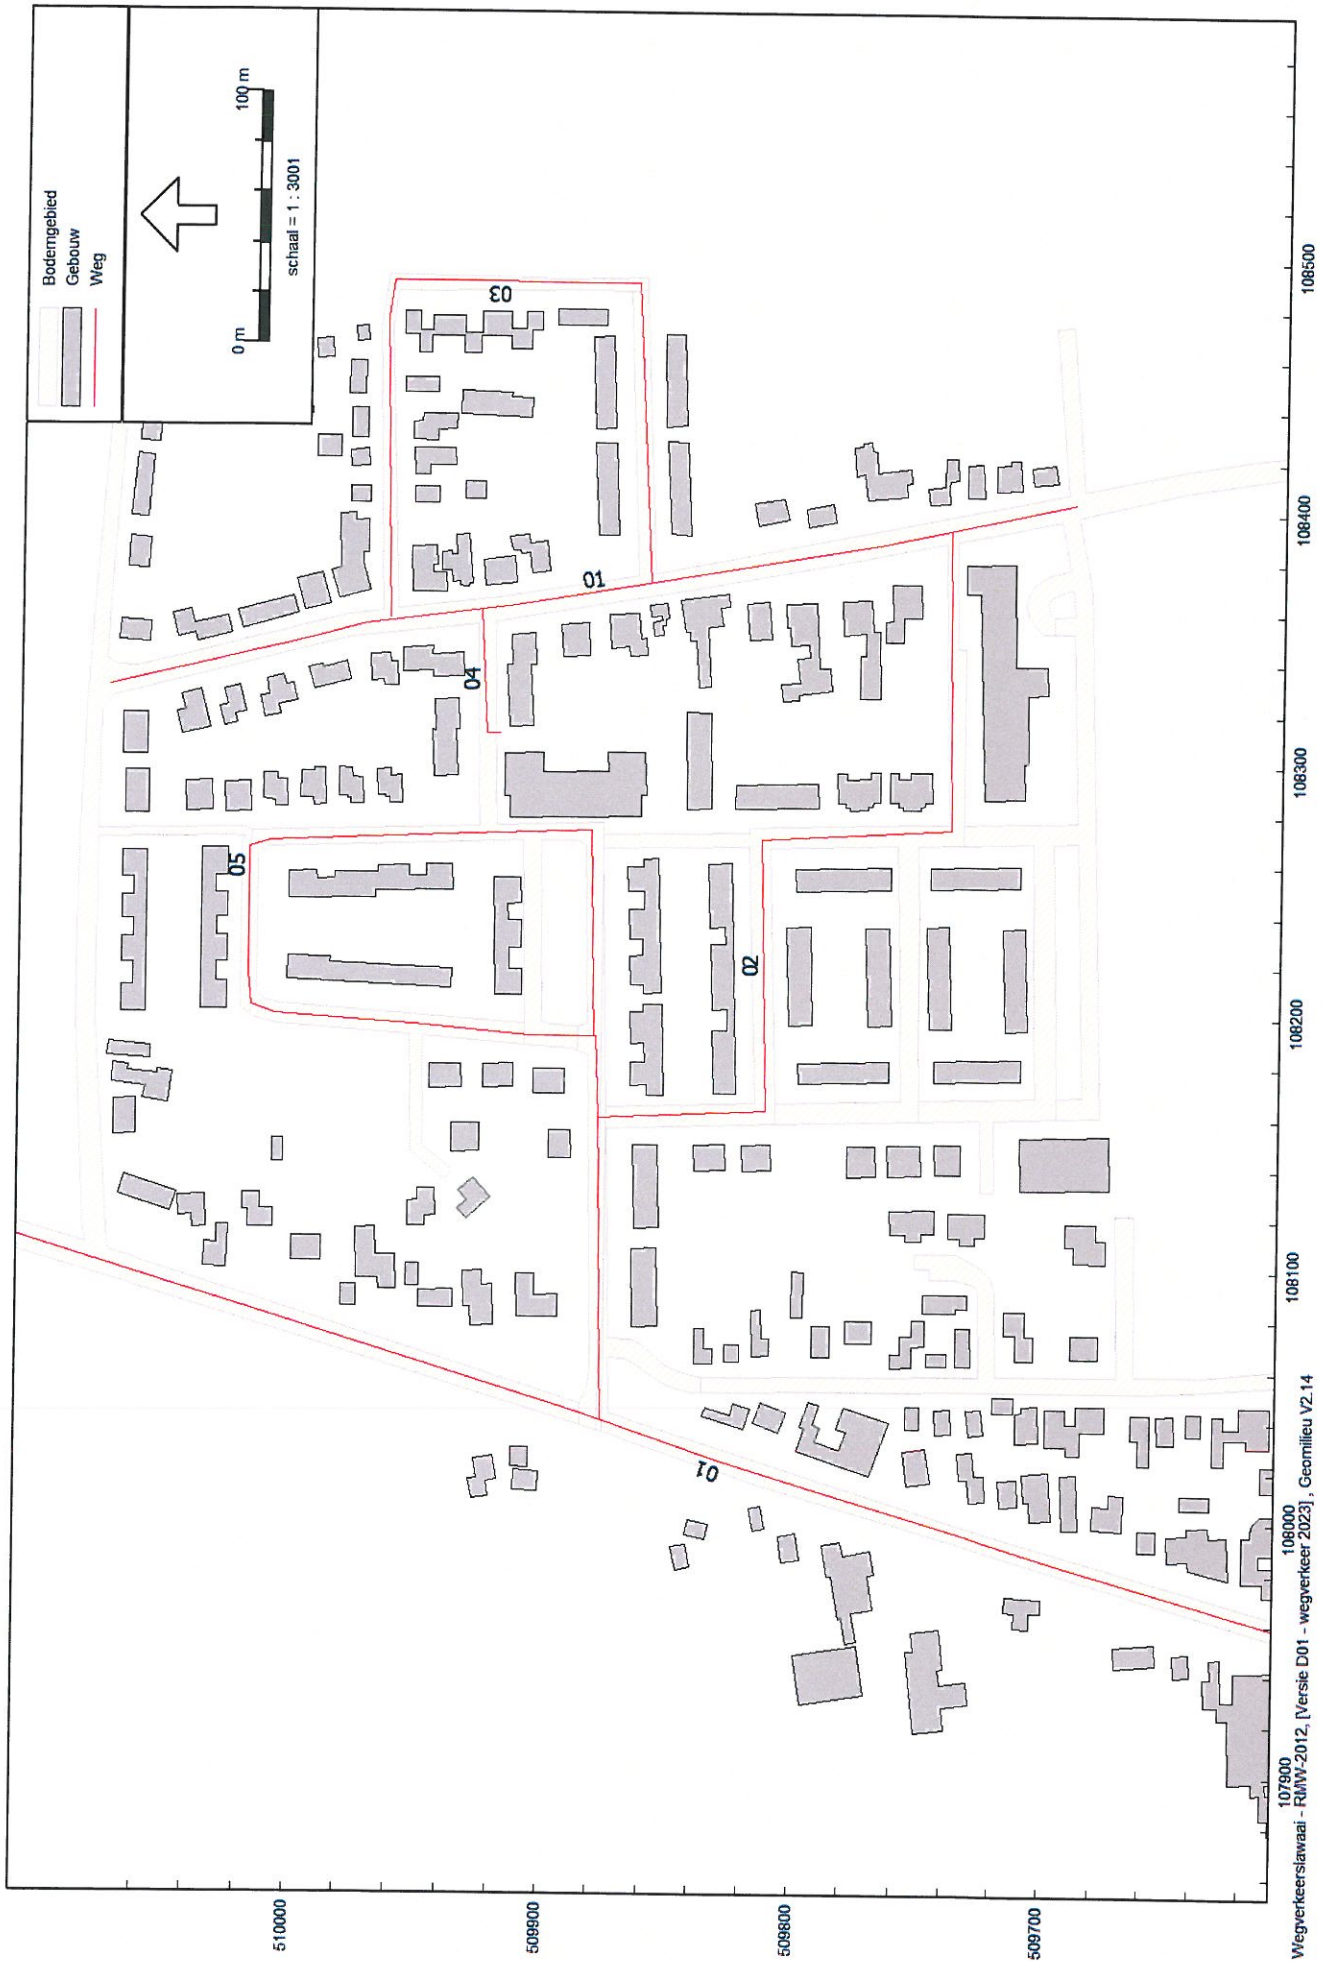 Bodemgebied
Gebouw
Weg
0 m
100 m
schaal = 1 : 3001
05
04
03
01
02
01
510000
509900
509800
509700
107900
108000
108100
108200
108300
108400
108500
Wegverkeerslawaai - RMW-2012, [Versie D01 - wegverkeer 2023] , Geomilieu V2.14